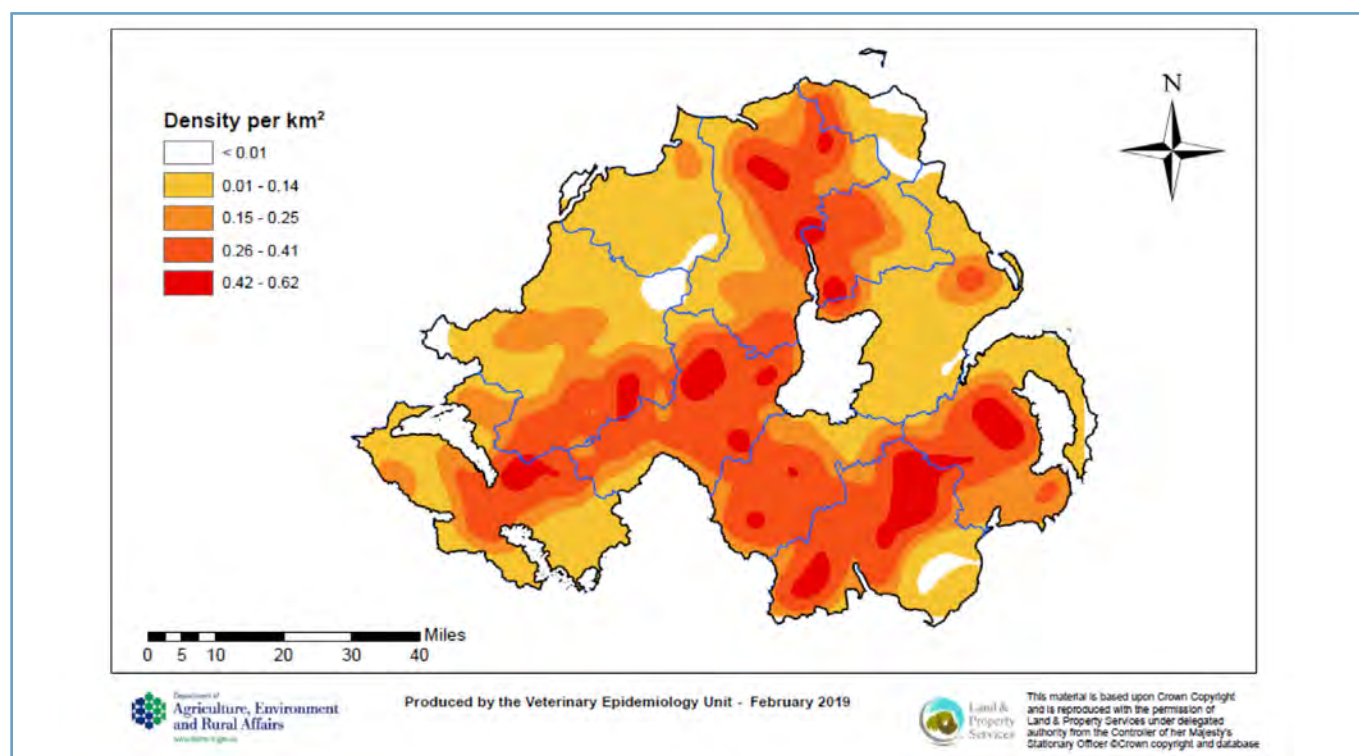 N
Density per km²
< 0.01
0.01 - 0.14
0.15 - 0.25
0.26 - 0.41
0.42 - 0.62
Miles
0 5 10 20 30 40
Department of
Agriculture, Environment
and Rural Affairs
Produced by the Veterinary Epidemiology Unit - February 2019
Land &
Property
Services
This material is based upon Crown Copyright
and is reproduced with the permission of
Land & Property Services under delegated
authority from the Controller of her Majesty's
Stationary Officer ©Crown copyright and database